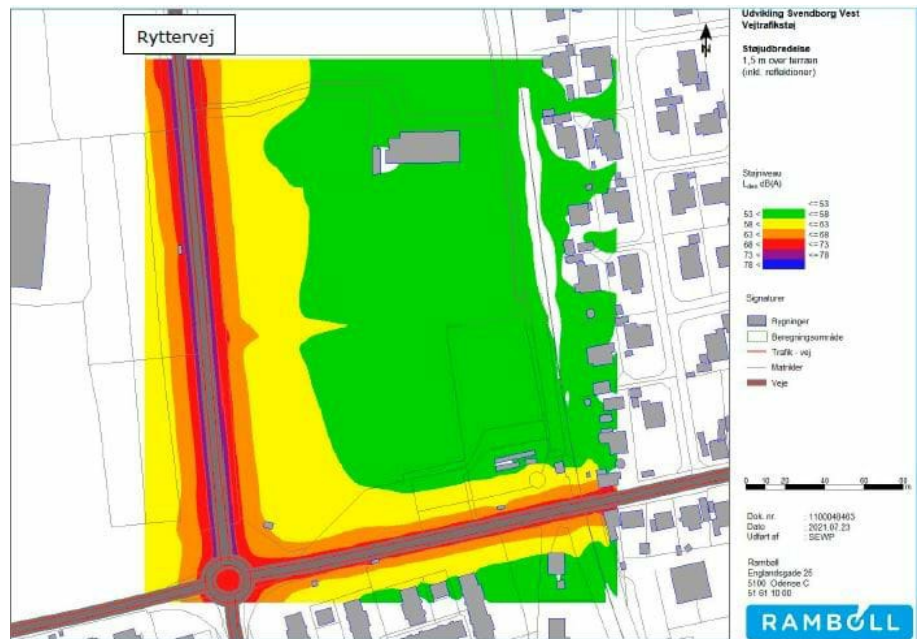 Ryttervej
N
Udvikling Svendborg Vest
Vejtrafikstøj
Støjudbredelse
1,5 m over terræn
(inkl. reflektioner)
Støjniveau
Lden dB(A)
<= 53
53 < <= 58
58 < <= 63
63 < <= 68
68 < <= 73
73 < <= 78
78 <
Signaturer
Bygninger
Beregningsområde
Trafik - vej
Matrikler
Veje
0 10 20 40 60 80
m
Dok. nr. : 1100048465
Dato : 2021.07.23
Udført af : SEWP
Rambøll
Englandsgade 25
5100 Odense C
51 61 10 00
RAMBOLL